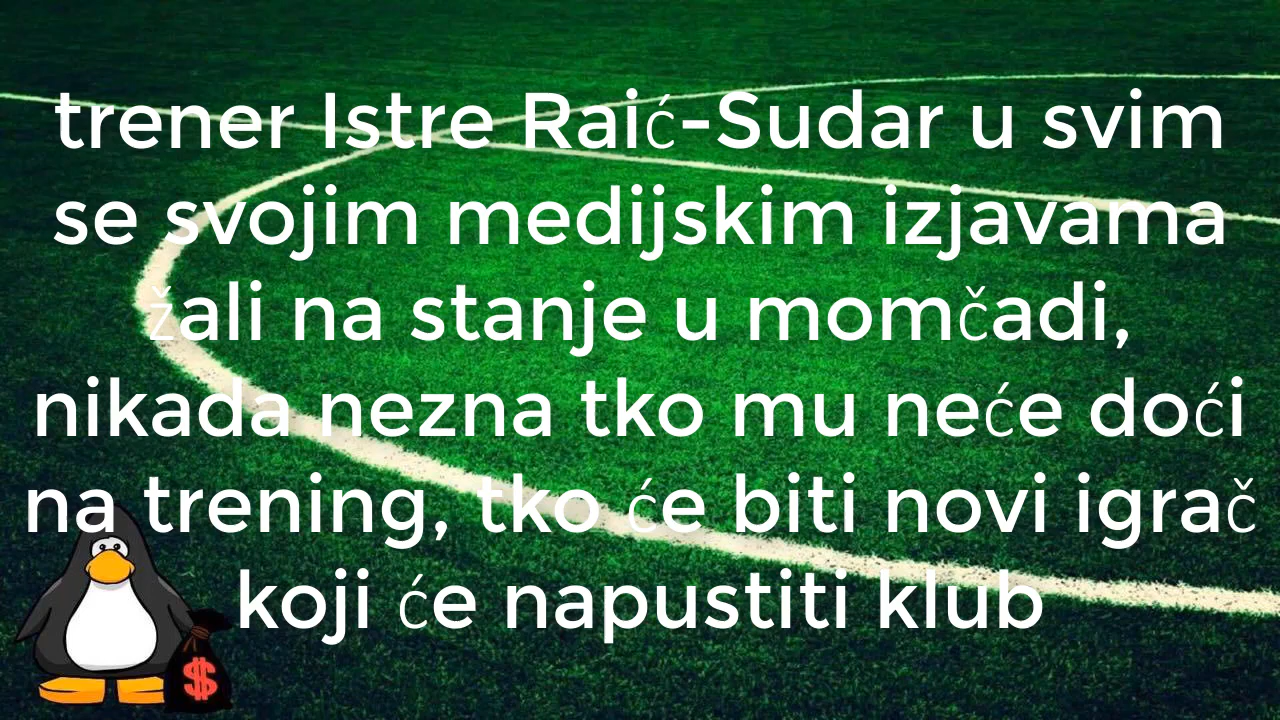 trener Istre Raić-Sudar u svim
se svojim medijskim izjavama
žali na stanje u momčadi,
nikada nezna tko mu neće doći
na trening, tko će biti novi igrač
koji će napustiti klub
$